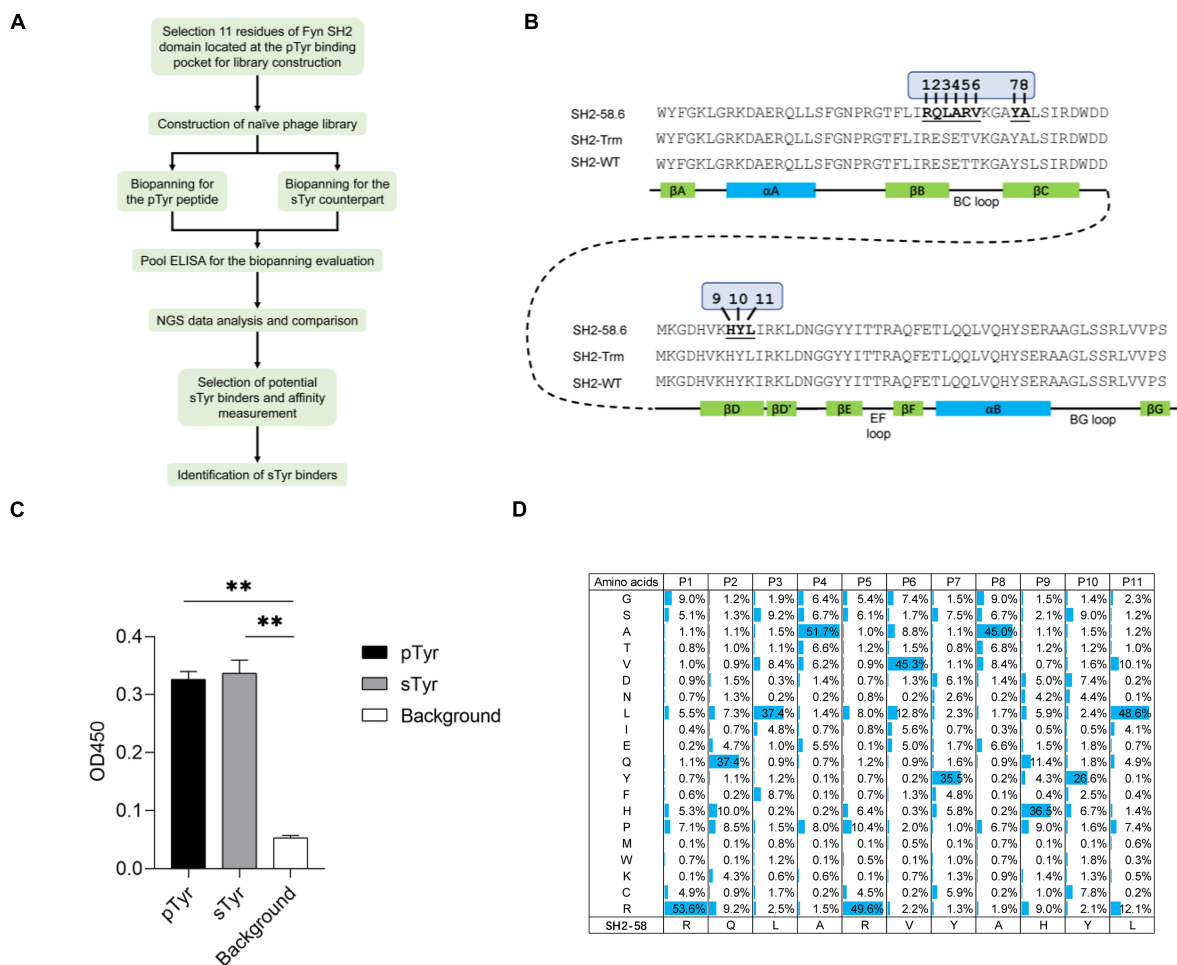 A
Selection 11 residues of Fyn SH2
domain located at the pTyr binding
pocket for library construction
Construction of naïve phage library
Biopanning for
the pTyr peptide
Biopanning for the
sTyr counterpart
Pool ELISA for the biopanning evaluation
NGS data analysis and comparison
Selection of potential
sTyr binders and affinity
measurement
Identification of sTyr binders
B
123456 78
SH2-58.6 WYFGKLGRKDAERQLLSFGNPRGTFLIRQLARVKGAYALSIRDWDD
SH2-Trm WYFGKLGRKDAERQLLSFGNPRGTFLIRESETVKGAYALSIRDWDD
SH2-WT WYFGKLGRKDAERQLLSFGNPRGTFLIRESETTKGAYSLSIRDWDD
βA αA βB βC
BC loop
9 10 11
SH2-58.6 MKGDHVKHYLIRKLDNGGYYITTRAQFETLQQLVQHYSERAAGLSSRLVVPS
SH2-Trm MKGDHVKHYLIRKLDNGGYYITTRAQFETLQQLVQHYSERAAGLSSRLVVPS
SH2-WT MKGDHVKHYKIRKLDNGGYYITTRAQFETLQQLVQHYSERAAGLSSRLVVPS
βD βD' βE βF αB βG
EF
loop
BG loop
C
**
**
0.4
0.3
0.2
0.1
0.0
OD450
pTyr
sTyr
Background
pTyr
sTyr
Background
D
Amino acids P1 P2 P3 P4 P5 P6 P7 P8 P9 P10 P11
G 9.0% 1.2% 1.9% 6.4% 5.4% 7.4% 1.5% 9.0% 1.5% 1.4% 2.3%
S 5.1% 1.3% 9.2% 6.7% 6.1% 1.7% 7.5% 6.7% 2.1% 9.0% 1.2%
A 1.1% 1.1% 1.5% 51.7% 1.0% 8.8% 1.1% 45.0% 1.1% 1.5% 1.2%
T 0.8% 1.0% 1.1% 6.6% 1.2% 1.5% 0.8% 6.8% 1.2% 1.2% 1.0%
V 1.0% 0.9% 8.4% 6.2% 0.9% 45.3% 1.1% 8.4% 0.7% 1.6% 10.1%
D 0.9% 1.5% 0.3% 1.4% 0.7% 1.3% 6.1% 1.4% 5.0% 7.4% 0.2%
N 0.7% 1.3% 0.2% 0.2% 0.8% 0.2% 2.6% 0.2% 4.2% 4.4% 0.1%
L 5.5% 7.3% 37.4% 1.4% 8.0% 12.8% 2.3% 1.7% 5.9% 2.4% 48.6%
I 0.4% 0.7% 4.8% 0.7% 0.8% 5.6% 0.7% 0.3% 0.5% 0.5% 4.1%
E 0.2% 4.7% 1.0% 5.5% 0.1% 5.0% 1.7% 6.6% 1.5% 1.8% 0.7%
Q 1.1% 37.4% 0.9% 0.7% 1.2% 0.9% 1.6% 0.9% 11.4% 1.8% 4.9%
Y 0.7% 1.1% 1.2% 0.1% 0.7% 0.2% 35.5% 0.2% 4.3% 26.6% 0.1%
F 0.6% 0.2% 8.7% 0.1% 0.7% 1.3% 4.8% 0.1% 0.4% 2.5% 0.4%
H 5.3% 10.0% 0.2% 0.2% 6.4% 0.3% 5.8% 0.2% 36.5% 6.7% 1.4%
P 7.1% 8.5% 1.5% 8.0% 10.4% 2.0% 1.0% 6.7% 9.0% 1.6% 7.4%
M 0.1% 0.1% 0.8% 0.1% 0.1% 0.5% 0.1% 0.7% 0.1% 0.1% 0.6%
W 0.7% 0.1% 1.2% 0.1% 0.5% 0.1% 1.0% 0.7% 0.1% 1.8% 0.3%
K 0.1% 4.3% 0.6% 0.6% 0.1% 0.7% 1.3% 0.9% 1.4% 1.3% 0.5%
C 4.9% 0.9% 1.7% 0.2% 4.5% 0.2% 5.9% 0.2% 1.0% 7.8% 0.2%
R 53.6% 9.2% 2.5% 1.5% 49.6% 2.2% 1.3% 1.9% 9.0% 2.1% 12.1%
SH2-58 R Q L A R V Y A H Y L